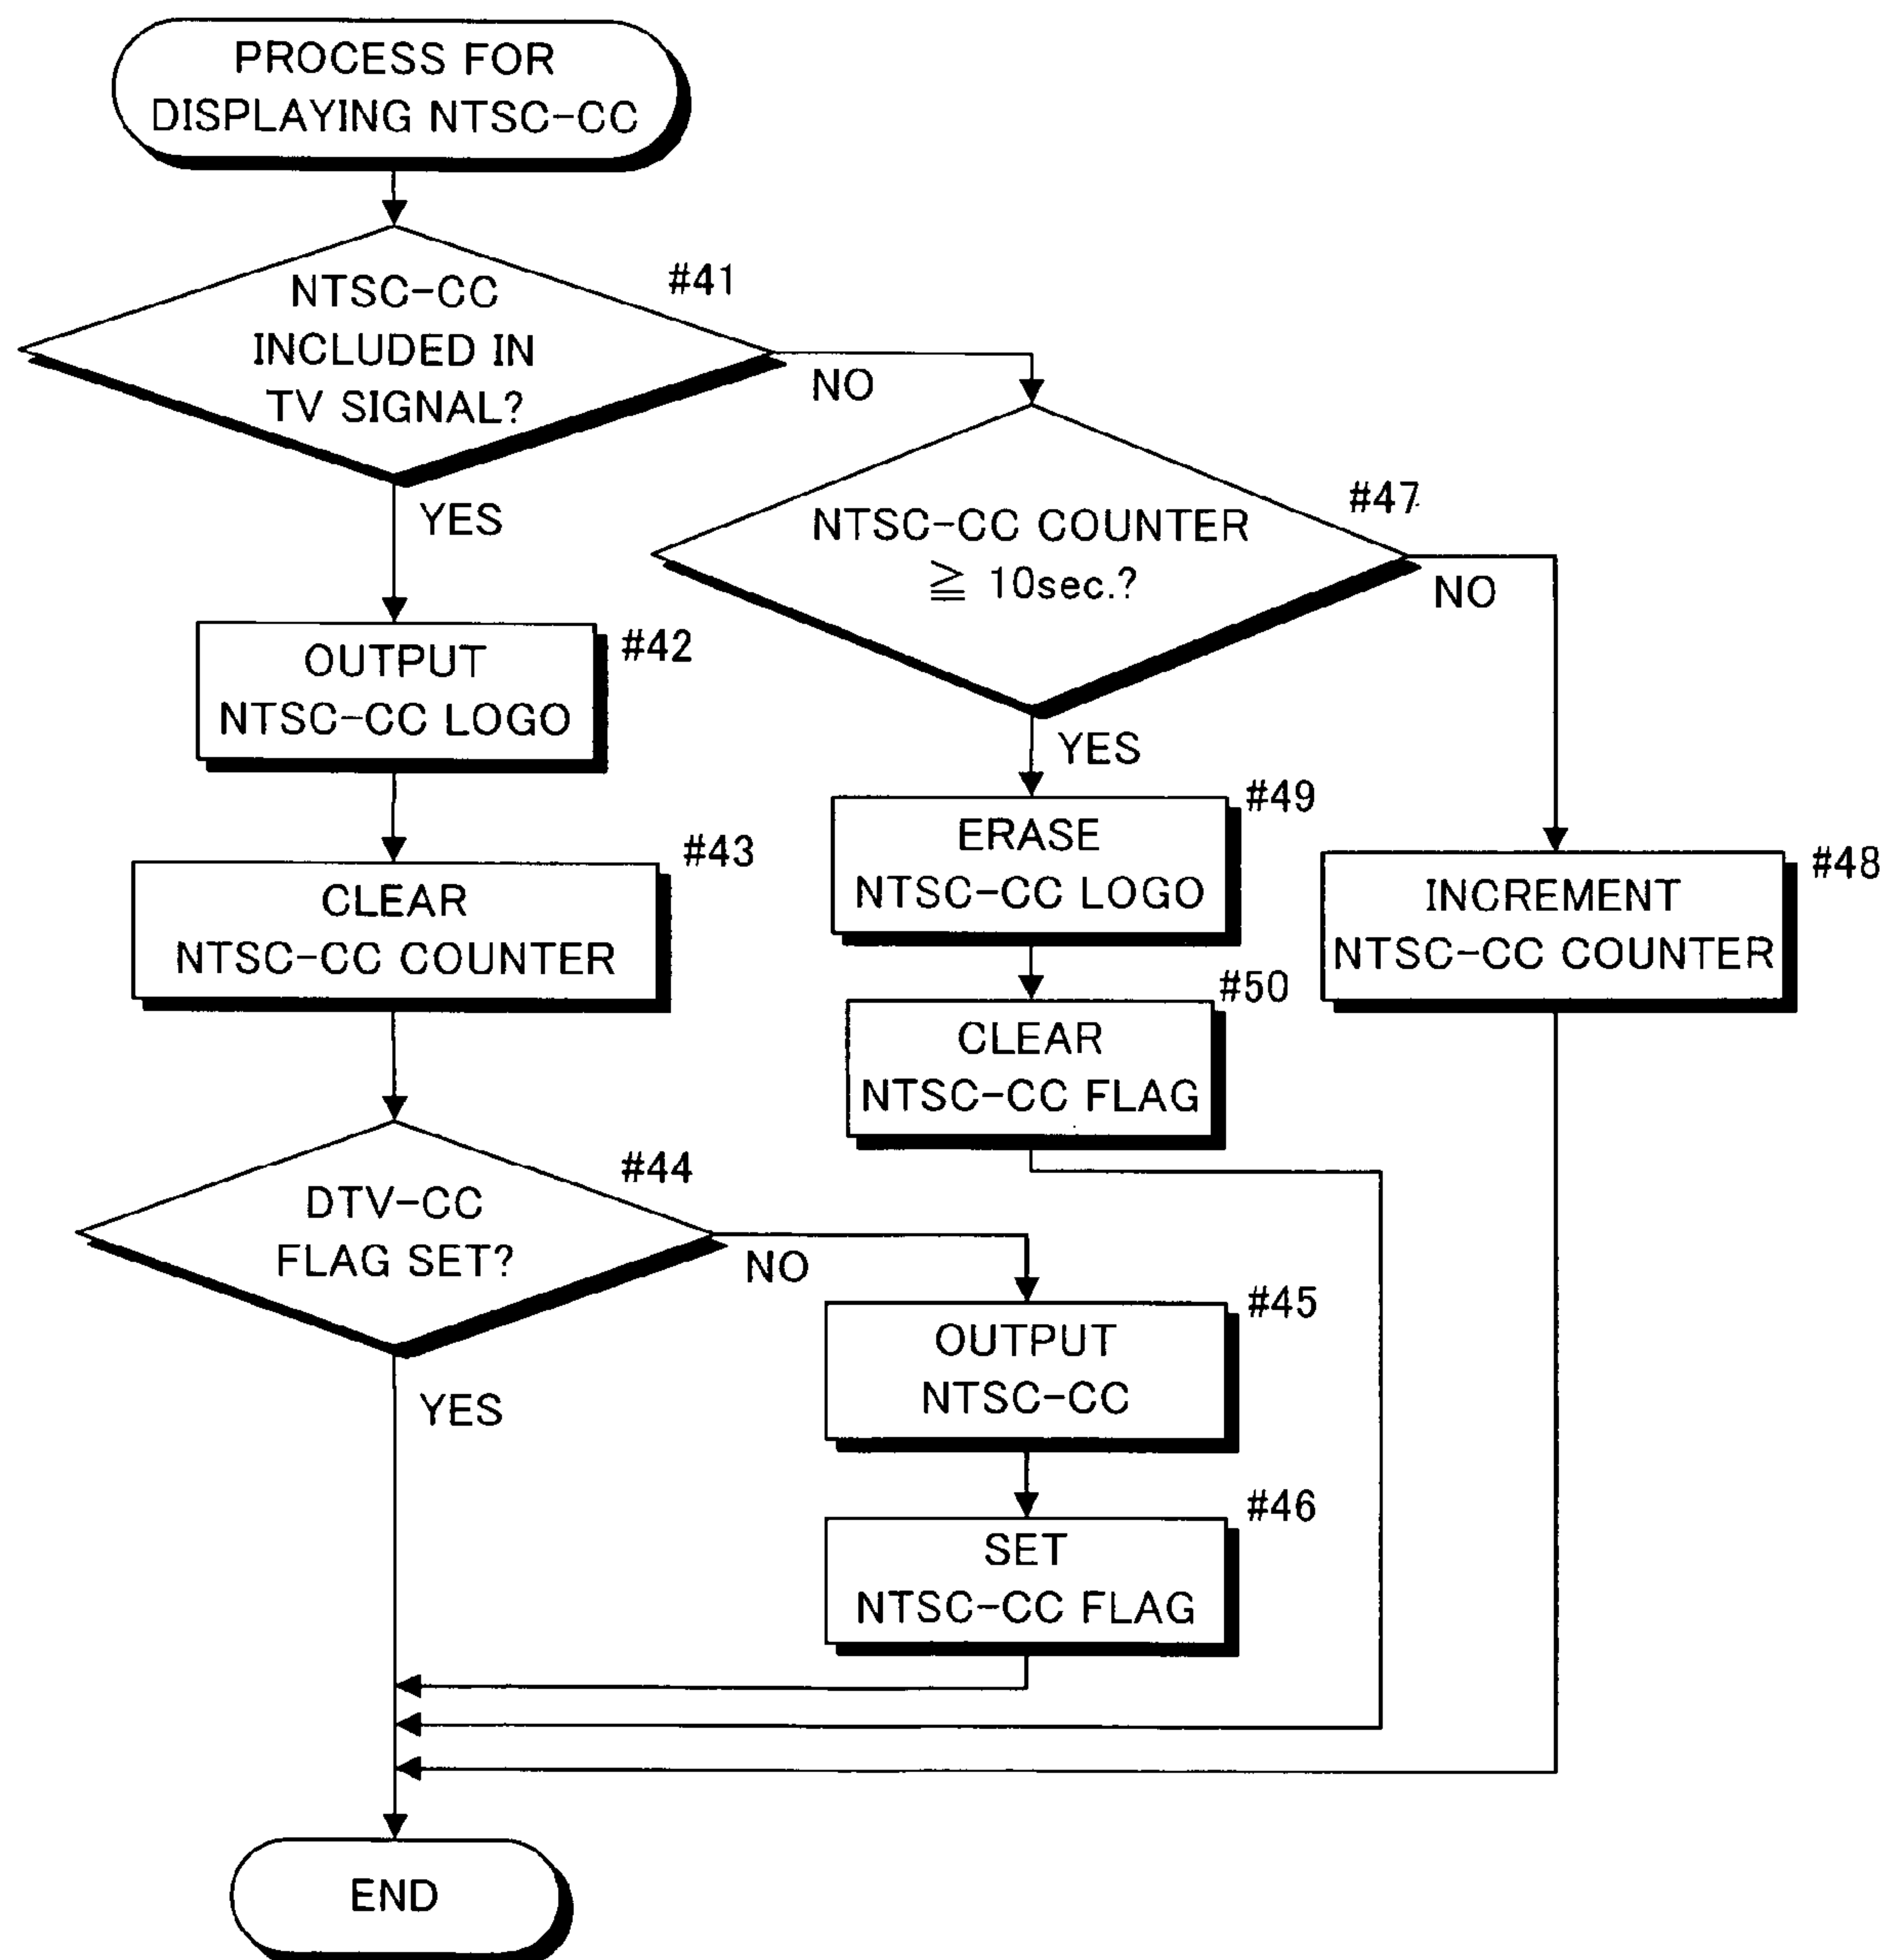 PROCESS FOR
DISPLAYING NTSC-CC
#41
NTSC-CC
INCLUDED IN
TV SIGNAL?
NO
YES
#47
NTSC-CC COUNTER
≧ 10sec.?
NO
YES
#42
OUTPUT
NTSC-CC LOGO
#49
ERASE
NTSC-CC LOGO
#43
CLEAR
NTSC-CC COUNTER
#48
INCREMENT
NTSC-CC COUNTER
#50
CLEAR
NTSC-CC FLAG
#44
DTV-CC
FLAG SET?
NO
YES
#45
OUTPUT
NTSC-CC
#46
SET
NTSC-CC FLAG
END